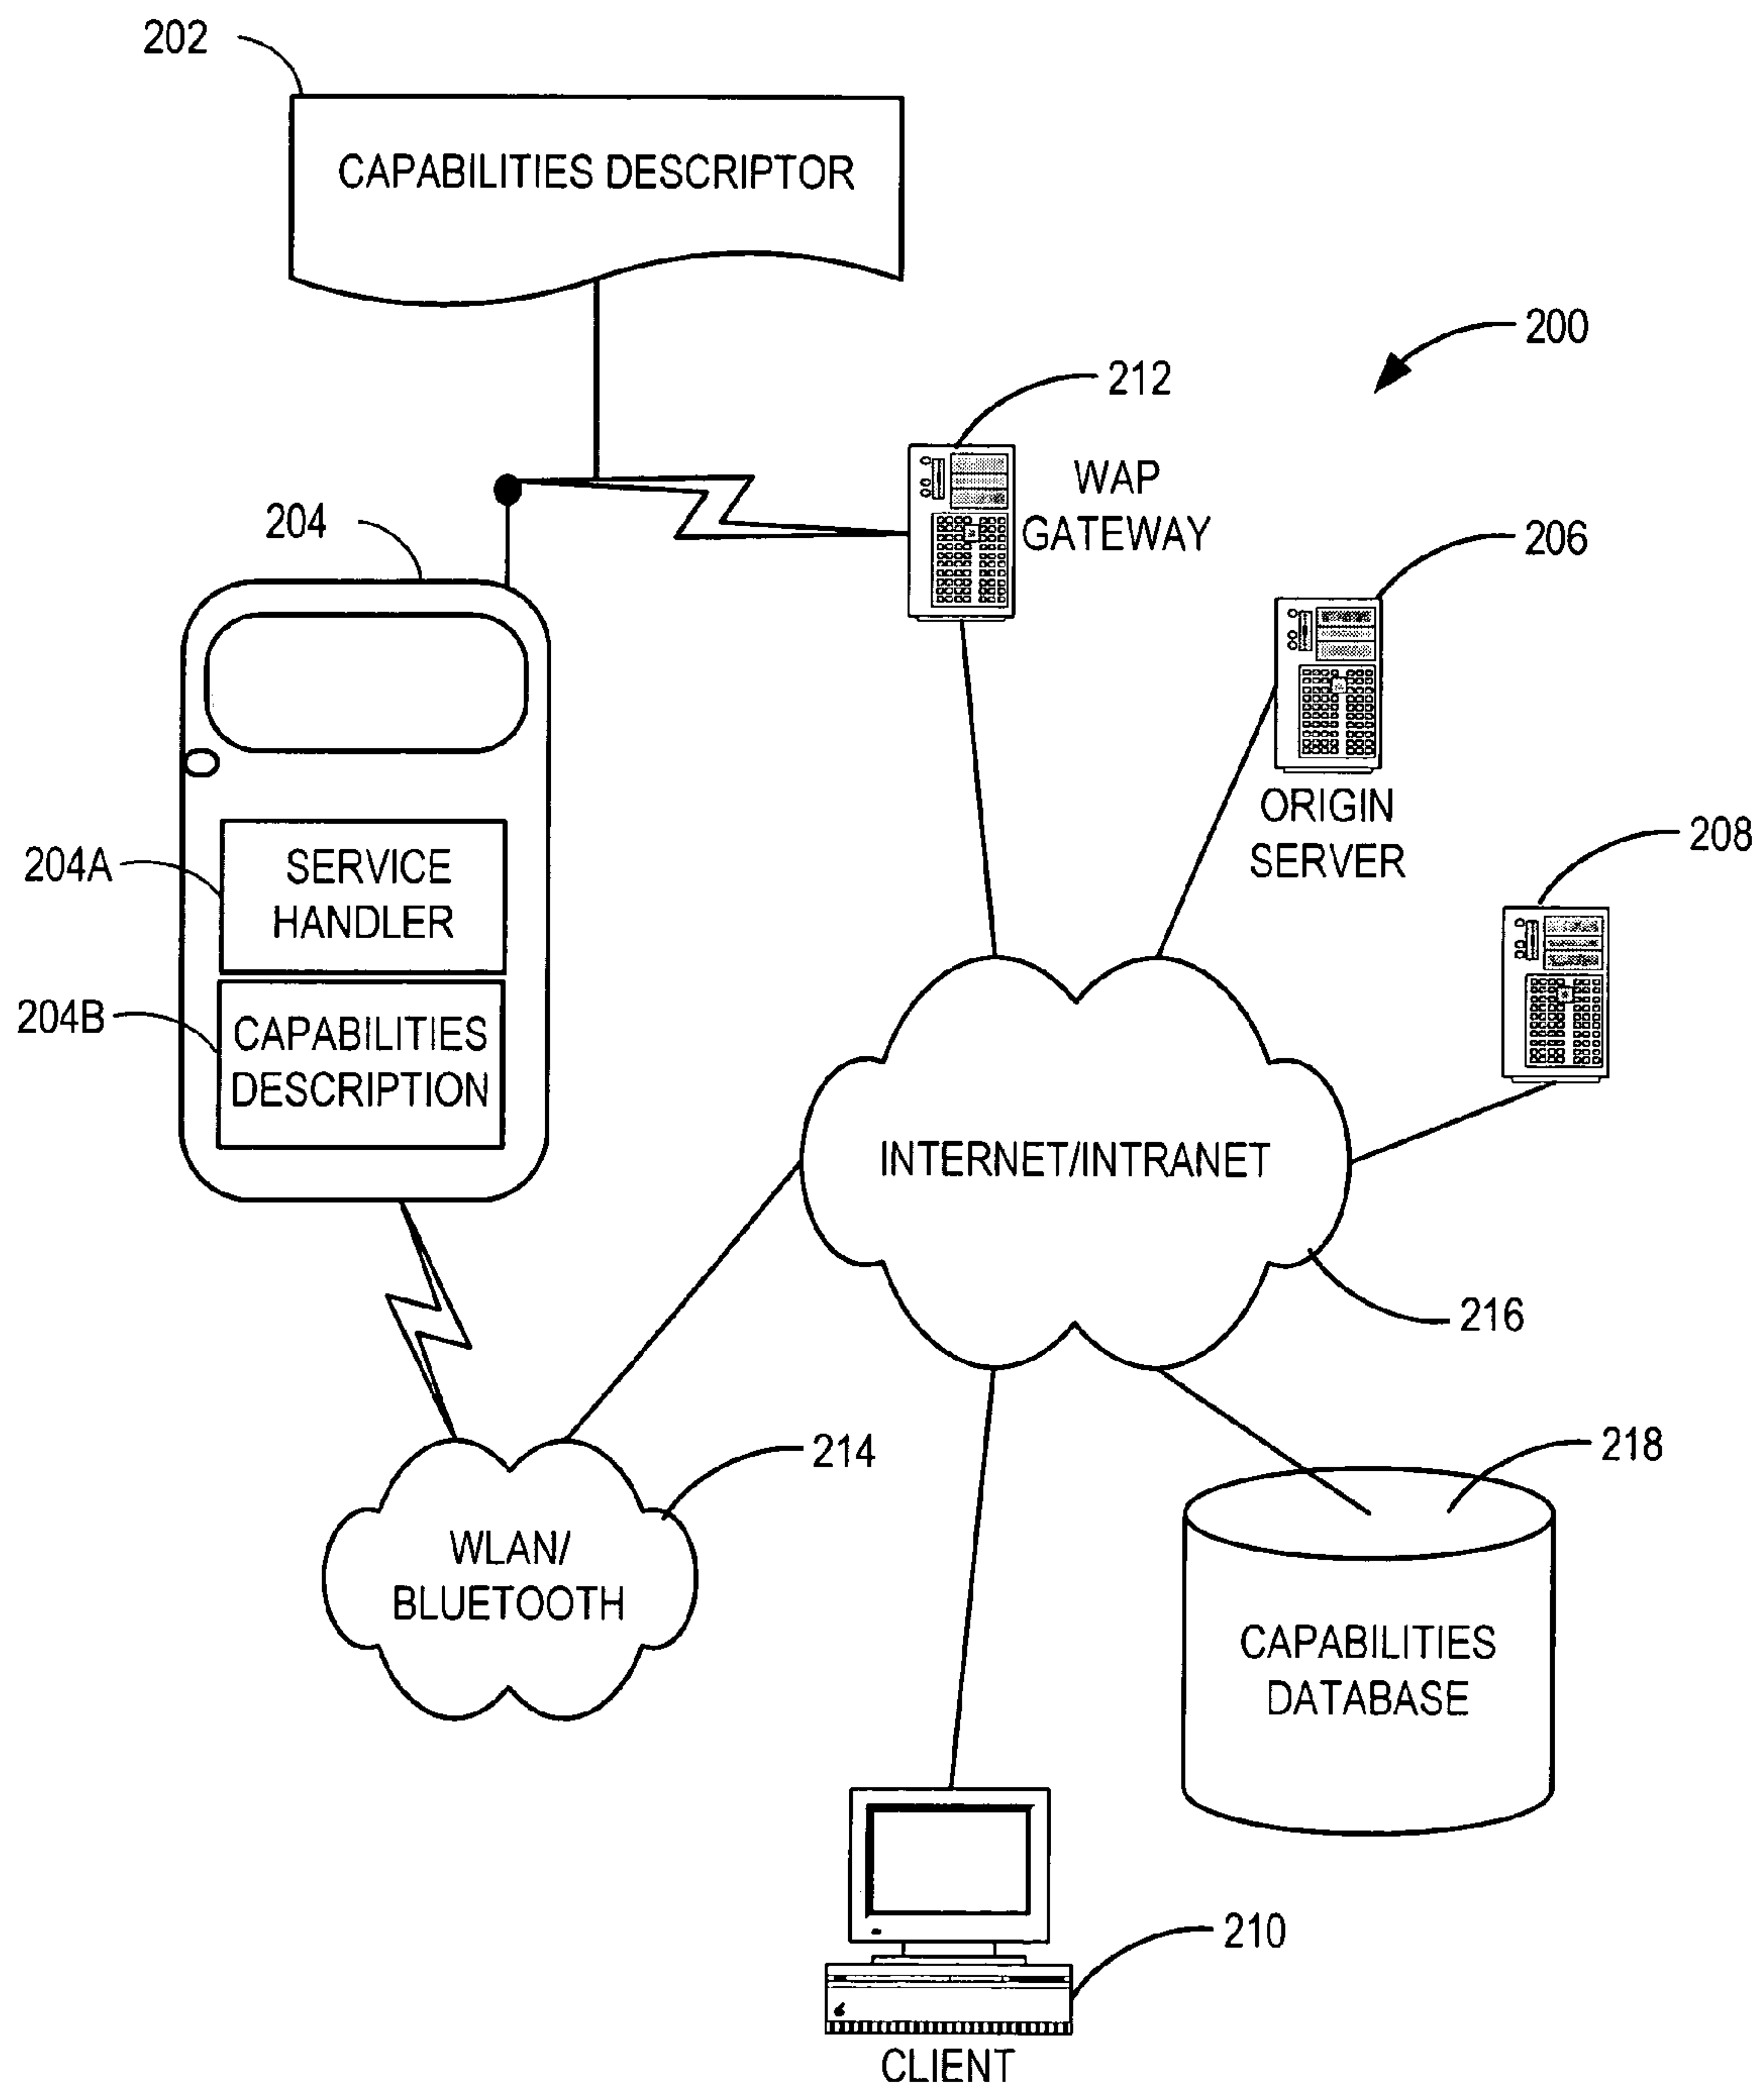 202
CAPABILITIES DESCRIPTOR
200
212
WAP
GATEWAY
204
206
ORIGIN
SERVER
208
204A
SERVICE
HANDLER
204B
CAPABILITIES
DESCRIPTION
INTERNET/INTRANET
216
214
WLAN/
BLUETOOTH
218
CAPABILITIES
DATABASE
210
CLIENT